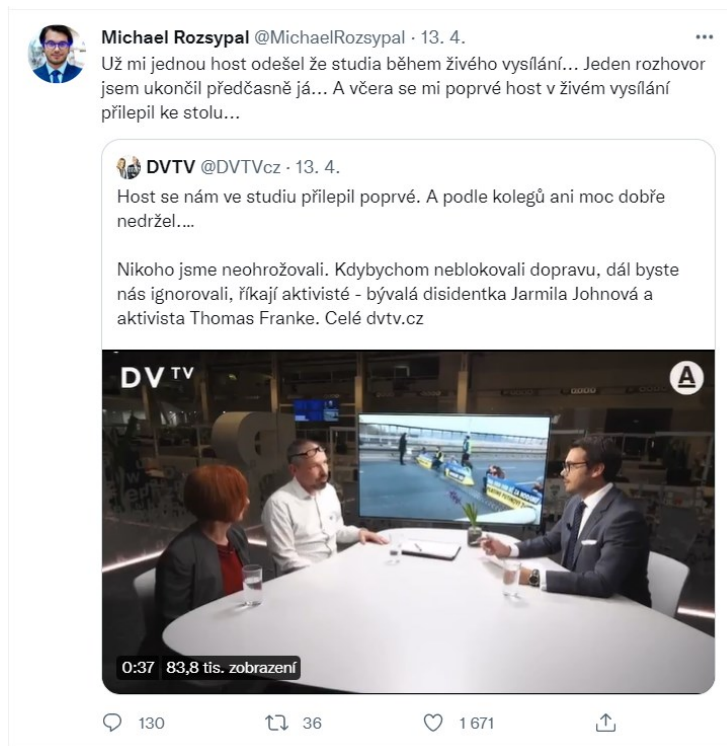 Michael Rozsypal @MichaelRozsypal · 13. 4.
Už mi jednou host odešel že studia během živého vysílání... Jeden rozhovor
jsem ukončil předčasně já... A včera se mi poprvé host v živém vysílání
přilepil ke stolu...
DVTV @DVTVcz · 13. 4.
Host se nám ve studiu přilepil poprvé. A podle kolegů ani moc dobře
nedržel....
Nikoho jsme neohrožovali. Kdybychom neblokovali dopravu, dál byste
nás ignorovali, říkají aktivisté - bývalá disidentka Jarmila Johnová a
aktivista Thomas Franke. Celé dvtv.cz
DVTV
A
0:37 83,8 tis. zobrazení
130 36 1 671